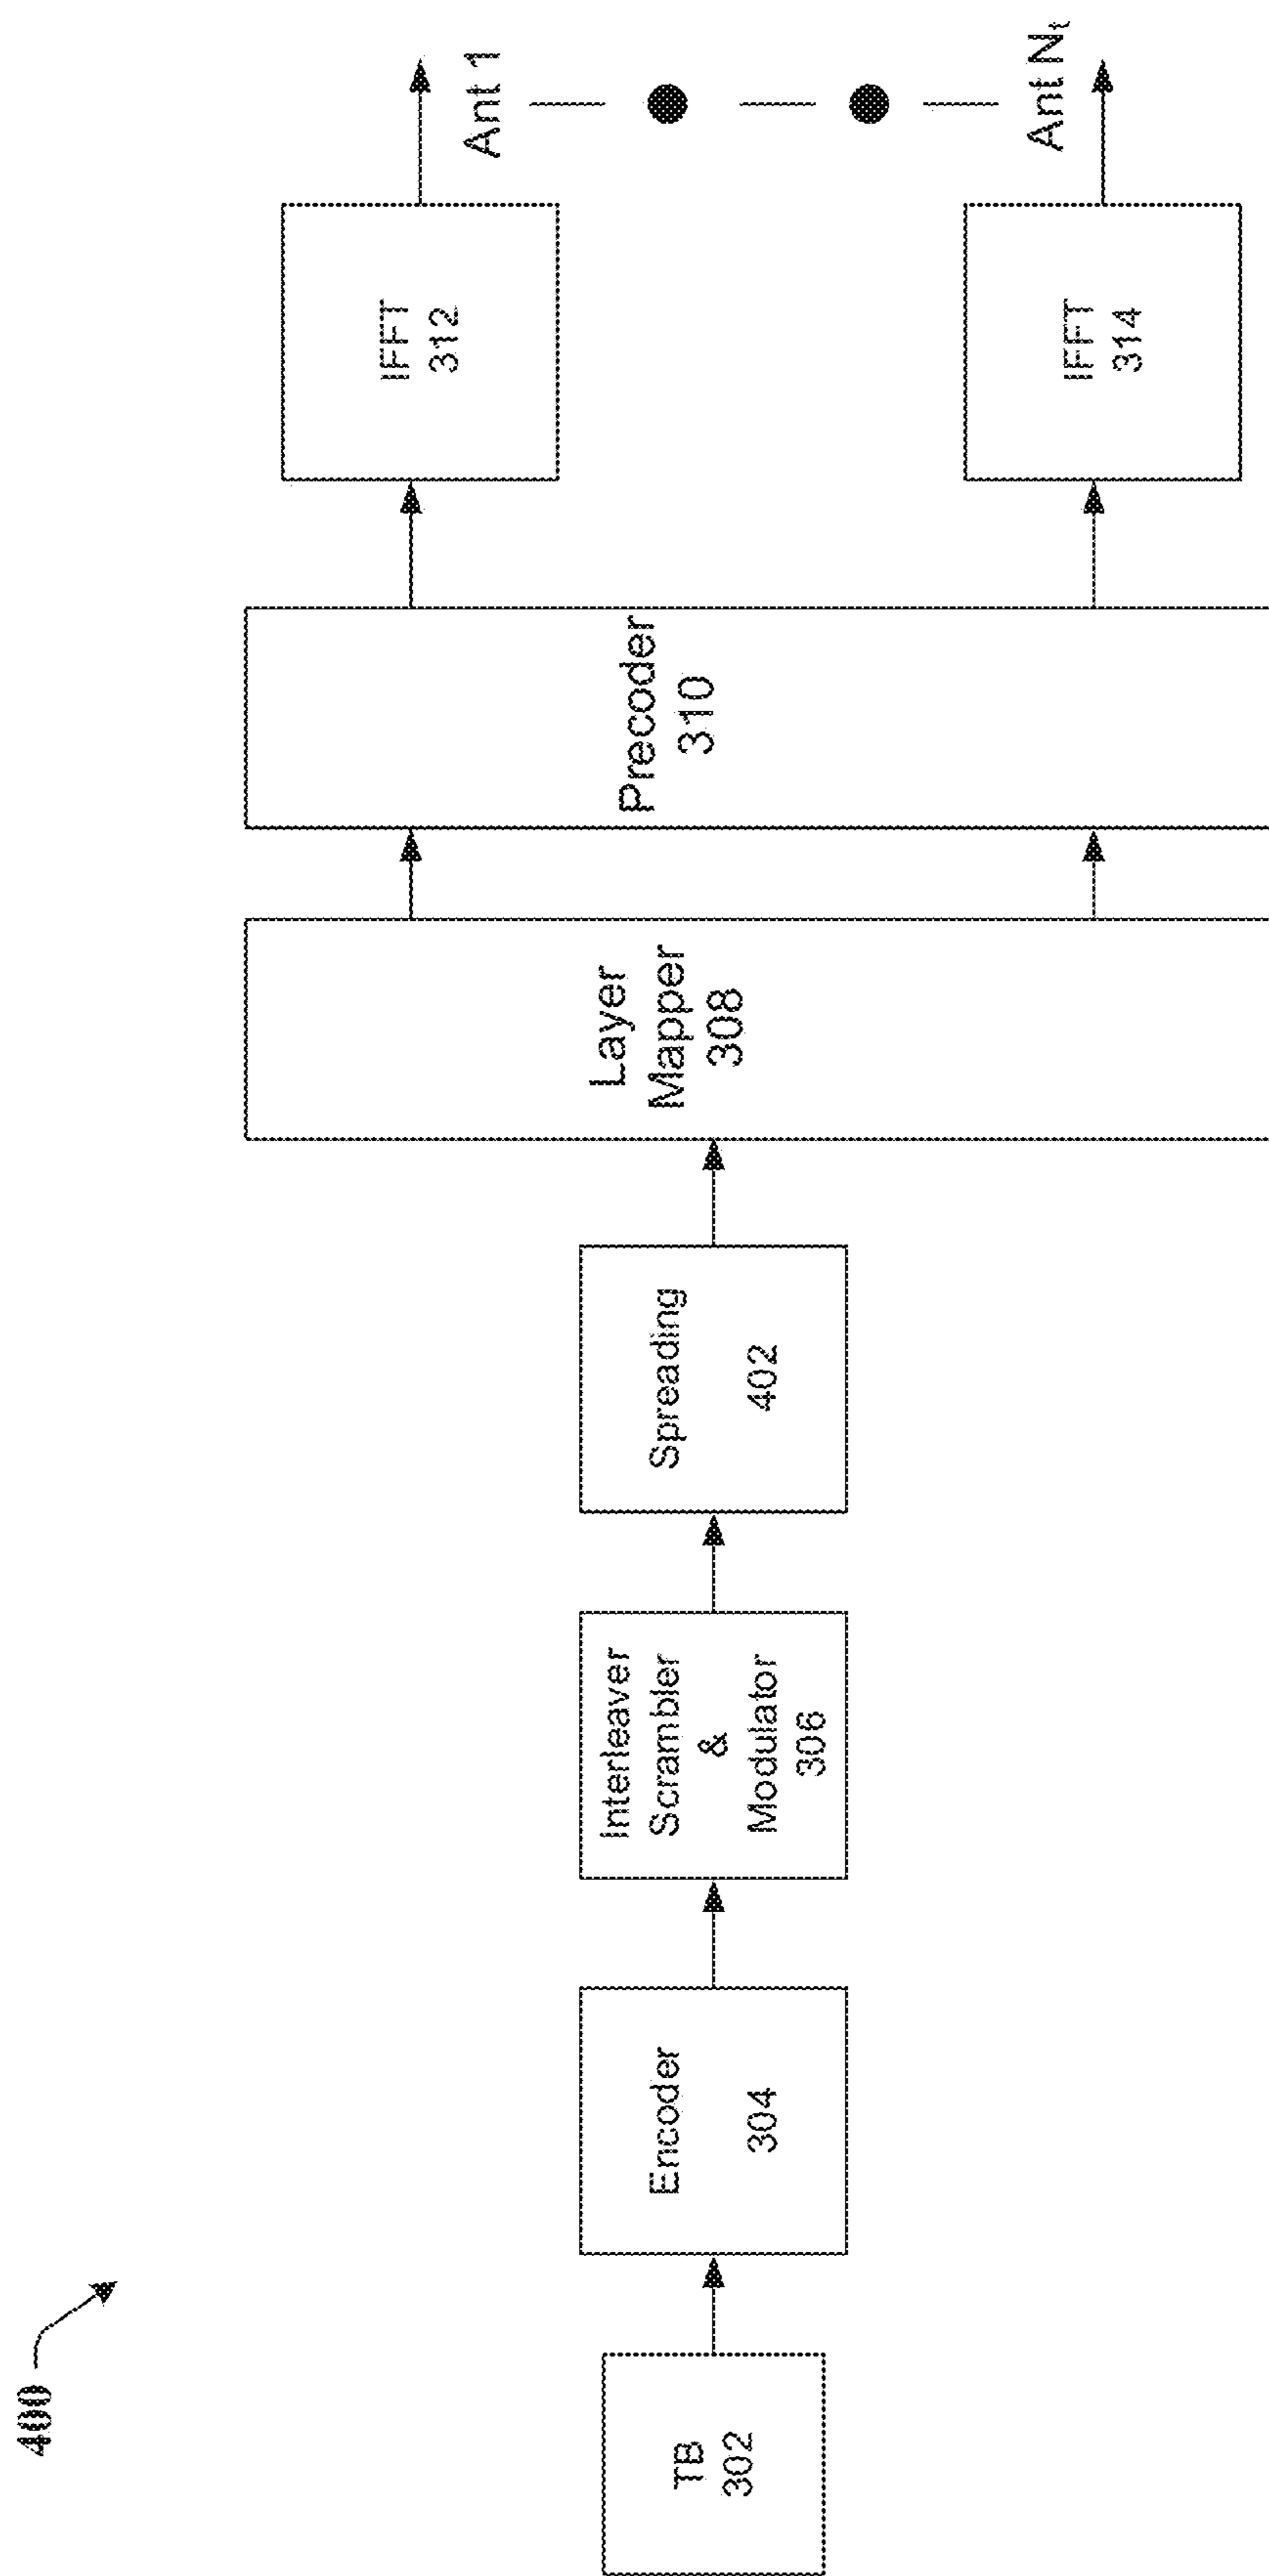 400
TB
302
Encoder
304
Interleaver
Scrambler
&
Modulator
306
Spreading
402
Layer
Mapper
308
Precoder
310
IFFT
312
IFFT
314
Ant 1
Ant Nt